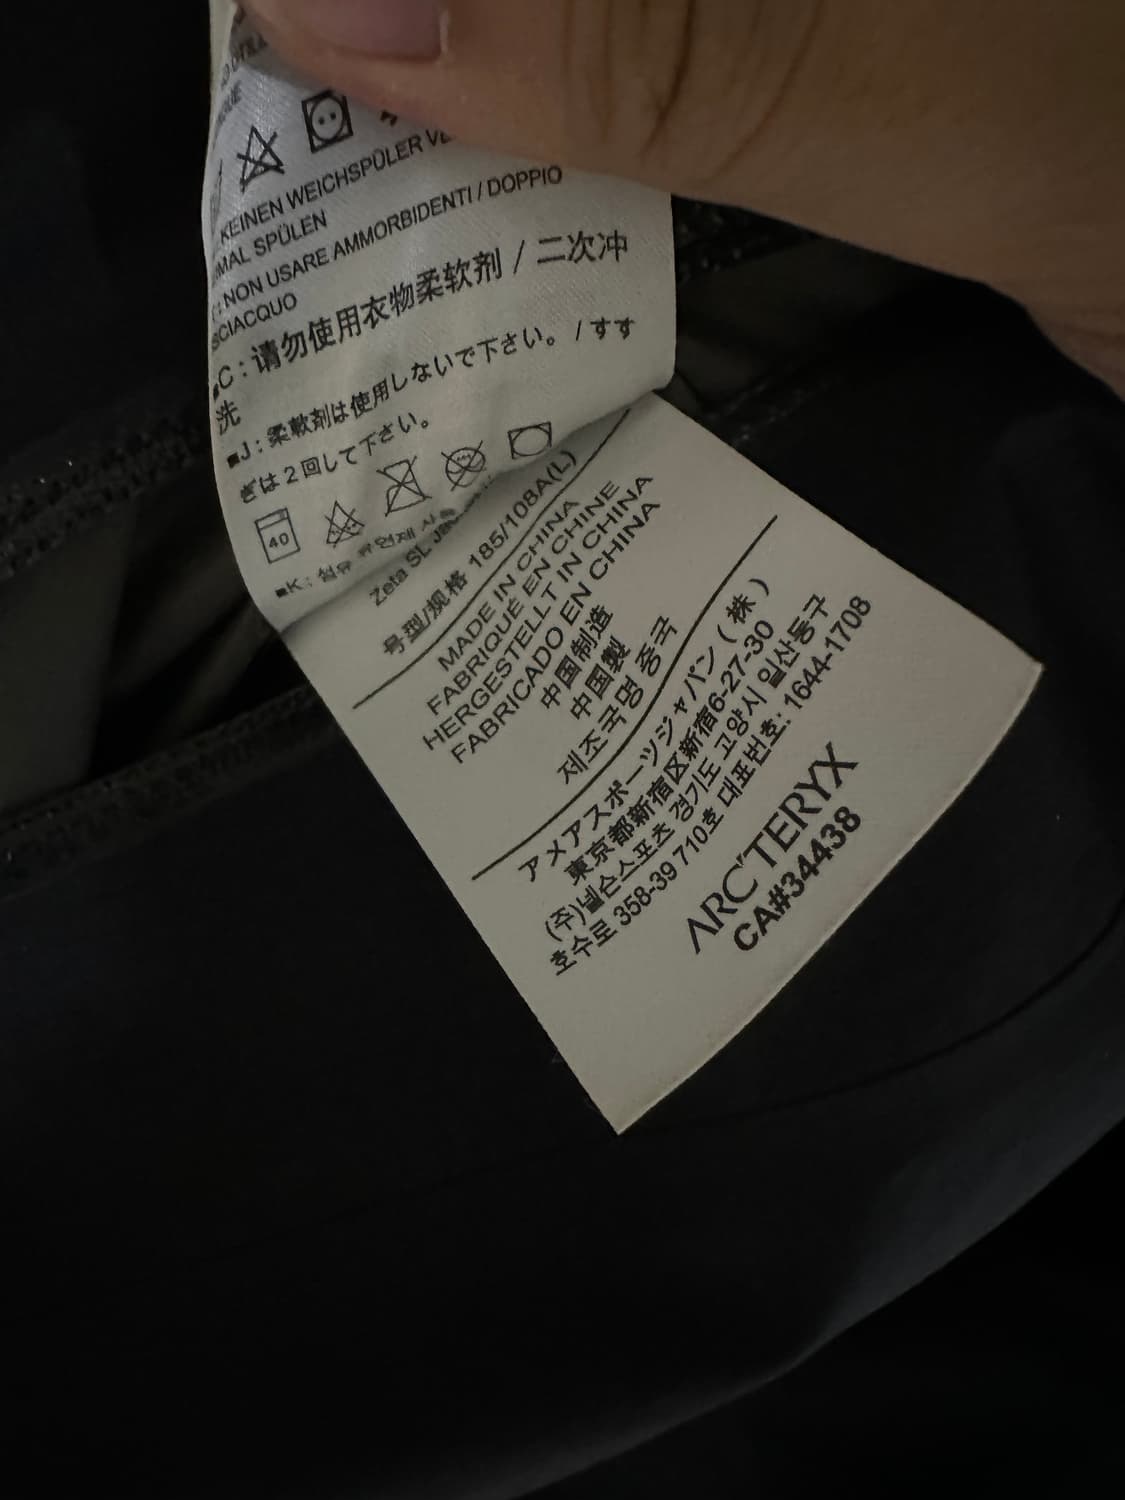 KEINEN WEICHSPÜLER
SPÜLEN
: NON USARE AMMORBIDENTI / DOPPIO
SCIACQUO
■C : 请勿使用衣物柔软剂 / 二次冲
洗
■J : 柔軟剤は使用しないで下さい。 / すす
ぎは2回して下さい。
40
■K : 섬유
Zeta SL
号型/规格 185/108A(L)
MADE IN CHINA
FABRIQUÉ EN CHINE
HERGESTELLT IN CHINA
FABRICADO EN CHINA
中国制造
中国製
제조국명 중국
アメアスポーツジャパン ( 株 )
東京都新宿区新宿6-27-30
(주)넬슨스포츠 경기도 고양시 일산동구
호수로 358-39 710호 대표번호: 1644-1708
ARC'TERYX
CA#34438